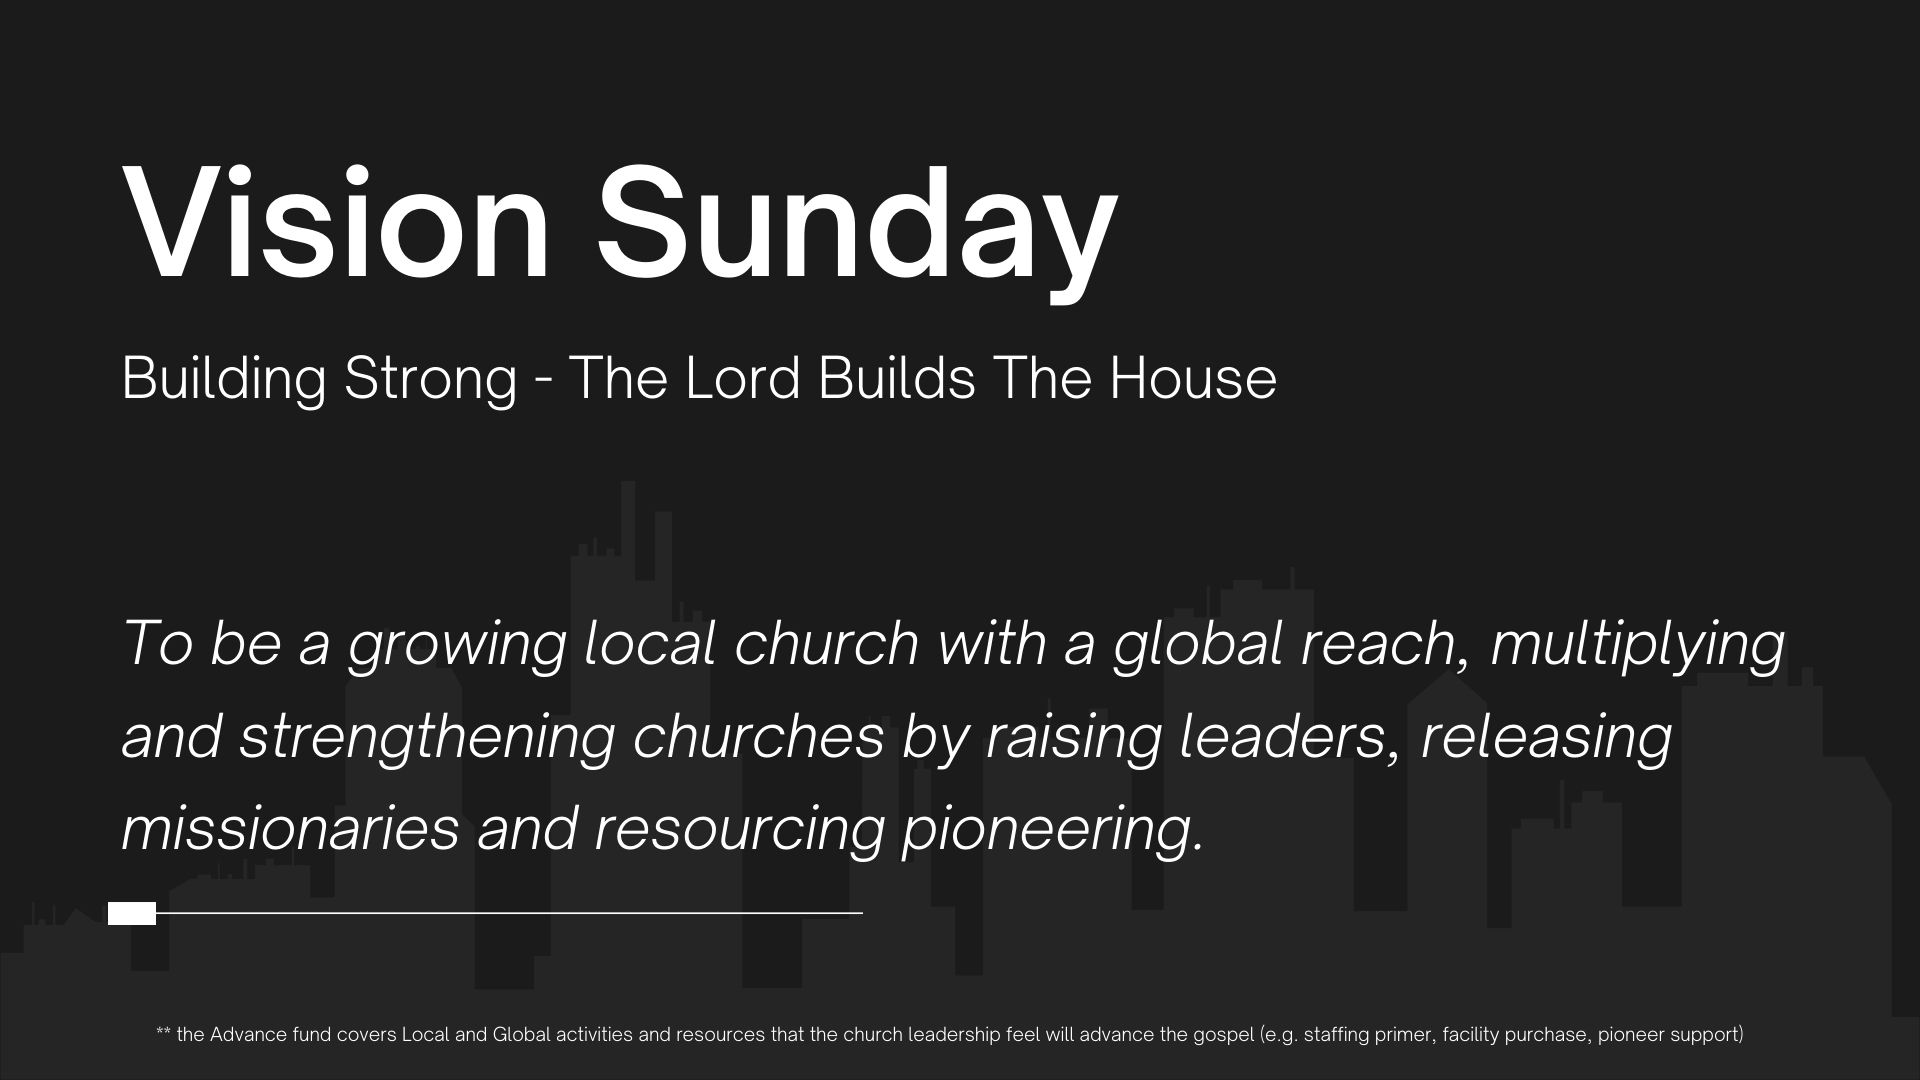 Vision Sunday
Building Strong - The Lord Builds The House
To be a growing local church with a global reach, multiplying
and strengthening churches by raising leaders, releasing
missionaries and resourcing pioneering.
** the Advance fund covers Local and Global activities and resources that the church leadership feel will advance the gospel (e.g. staffing primer, facility purchase, pioneer support)